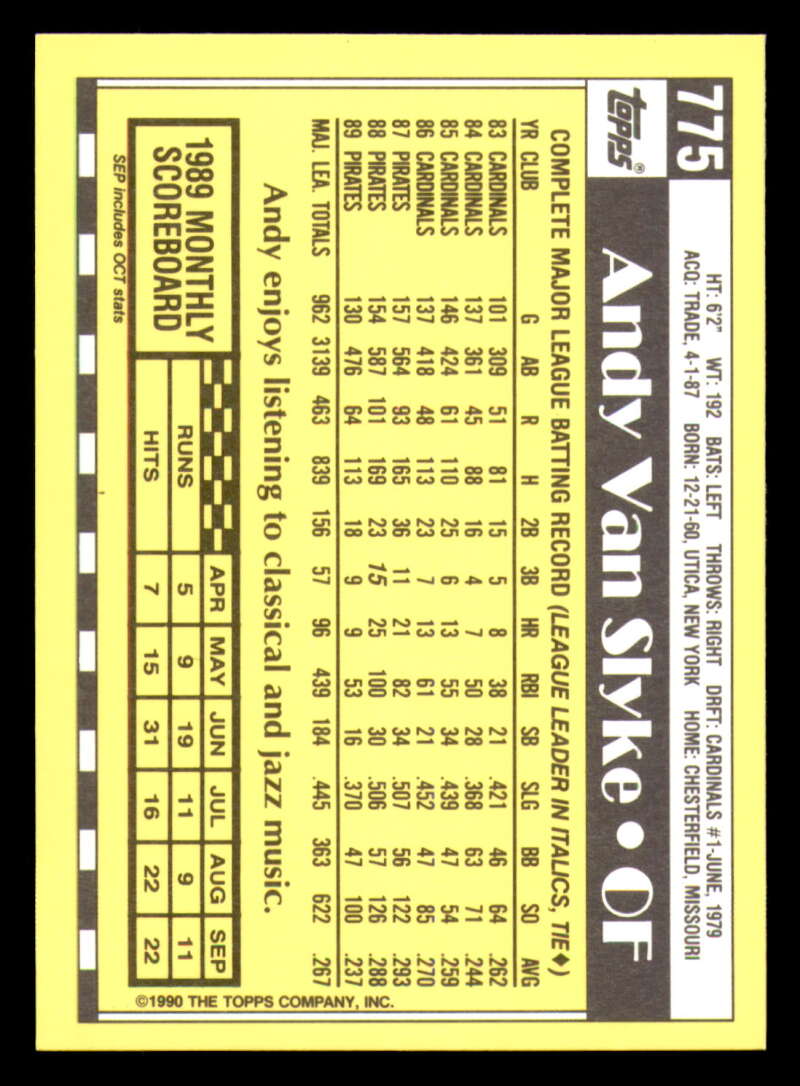 775
HT: 6'2" WT: 192 BATS: LEFT THROWS: RIGHT DRFT: CARDINALS #1-JUNE, 1979
ACQ: TRADE, 4-1-87 BORN: 12-21-60, UTICA, NEW YORK HOME: CHESTERFIELD, MISSOURI
topps® Andy Van Slyke • OF
COMPLETE MAJOR LEAGUE BATTING RECORD (LEAGUE LEADER IN ITALICS, TIE♦)
YR CLUB G AB R H 2B 3B HR RBI SB SLG BB SO AVG
83 CARDINALS 101 309 51 81 15 5 8 38 21 .421 46 64 .262
84 CARDINALS 137 361 45 88 16 4 7 50 28 .368 63 71 .244
85 CARDINALS 146 424 61 110 25 6 13 55 34 .439 47 54 .259
86 CARDINALS 137 418 48 113 23 7 13 61 21 .452 47 85 .270
87 PIRATES 157 564 93 165 36 11 21 82 34 .507 56 122 .293
88 PIRATES 154 587 101 169 23 15 25 100 30 .506 57 126 .288
89 PIRATES 130 476 64 113 18 9 9 53 16 .370 47 100 .237
MAJ. LEA. TOTALS 962 3139 463 839 156 57 96 439 184 .445 363 622 .267
Andy enjoys listening to classical and jazz music.
1989 MONTHLY
SCOREBOARD
APR MAY JUN JUL AUG SEP
RUNS 5 9 19 11 9 11
HITS 7 15 31 16 22 22
SEP includes OCT stats
©1990 THE TOPPS COMPANY, INC.